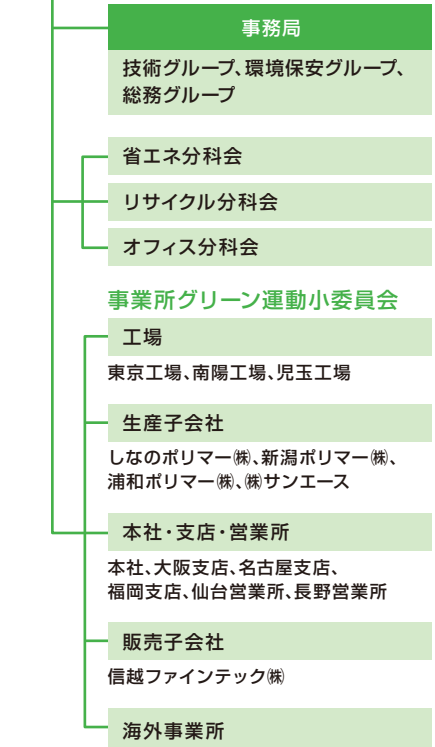 事務局
技術グループ、環境保安グループ、
総務グループ
省エネ分科会
リサイクル分科会
オフィス分科会
事業所グリーン運動小委員会
工場
東京工場、南陽工場、児玉工場
生産子会社
しなのポリマー㈱、新潟ポリマー㈱、
浦和ポリマー㈱、㈱サンエース
本社・支店・営業所
本社、大阪支店、名古屋支店、
福岡支店、仙台営業所、長野営業所
販売子会社
信越ファインテック㈱
海外事業所